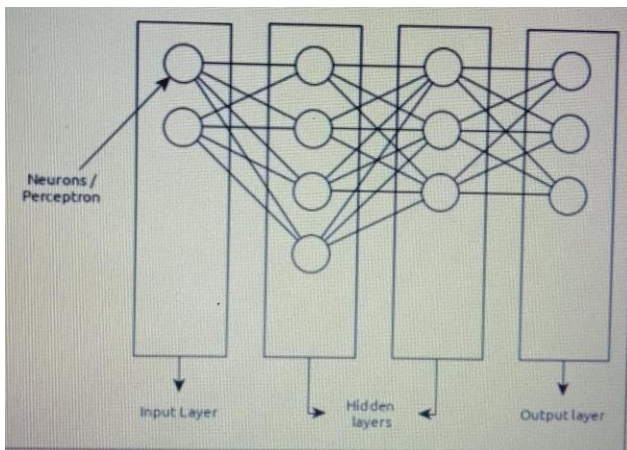 Neurons /
Perceptron
Input Layer
Hidden
layers
Output layer